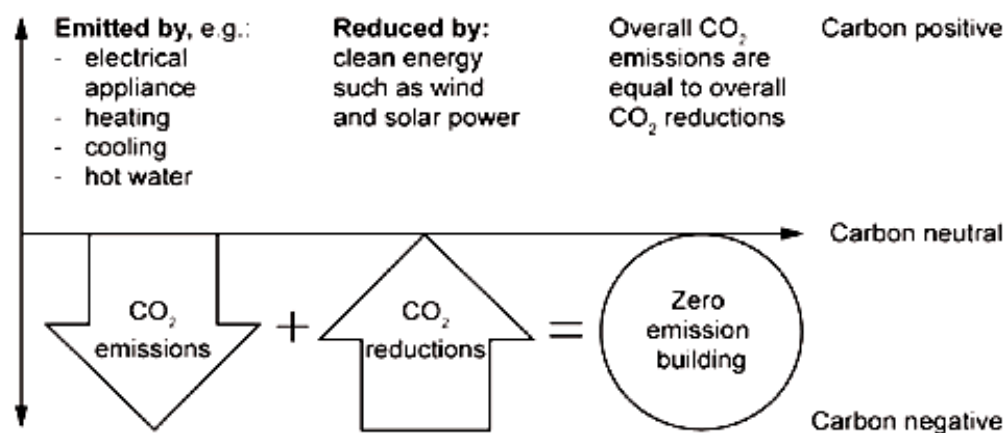 Emitted by, e.g.:
- electrical
appliance
- heating
- cooling
- hot water
Reduced by:
clean energy
such as wind
and solar power
Overall CO₂
emissions are
equal to overall
CO₂ reductions
Carbon positive
Carbon neutral
CO₂
emissions
+
CO₂
reductions
=
Zero
emission
building
Carbon negative